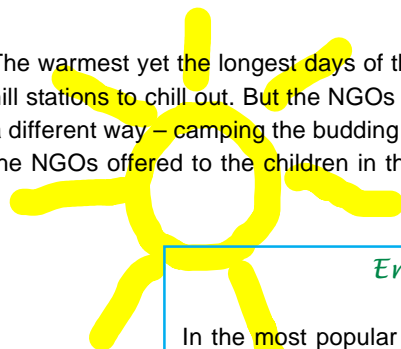 The warmest yet the longest days of th
hill stations to chill out. But the NGOs
a different way – camping the budding
he NGOs offered to the children in th
En
In the most popular